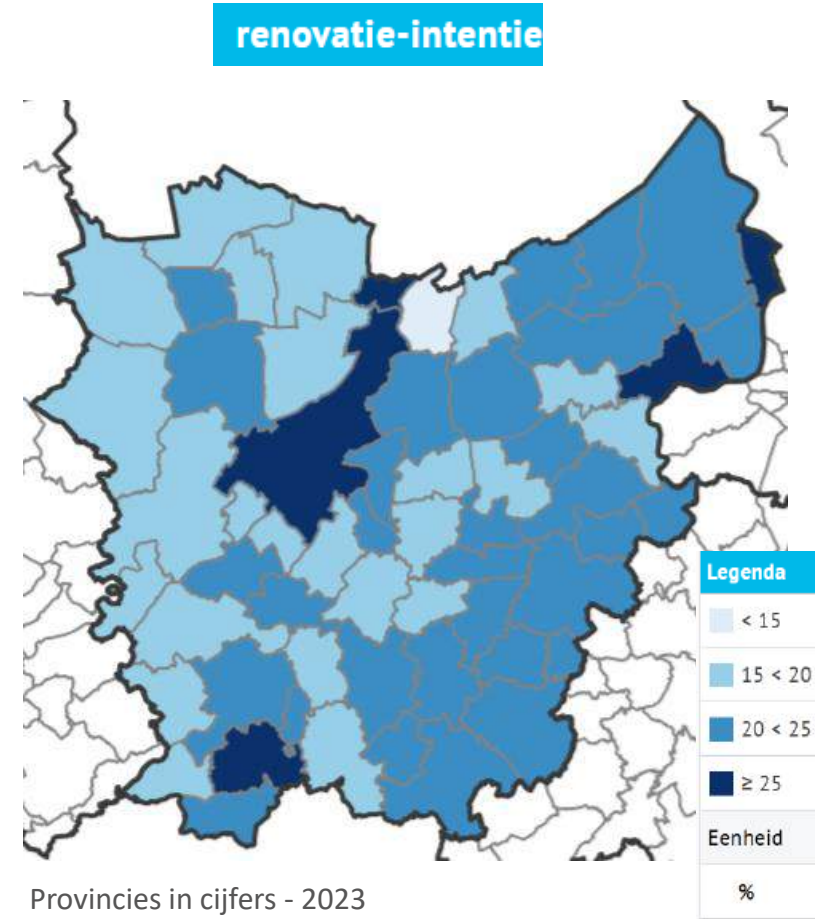 renovatie-intentie
Legenda
< 15
15 < 20
20 < 25
≥ 25
Eenheid
%
Provincies in cijfers - 2023